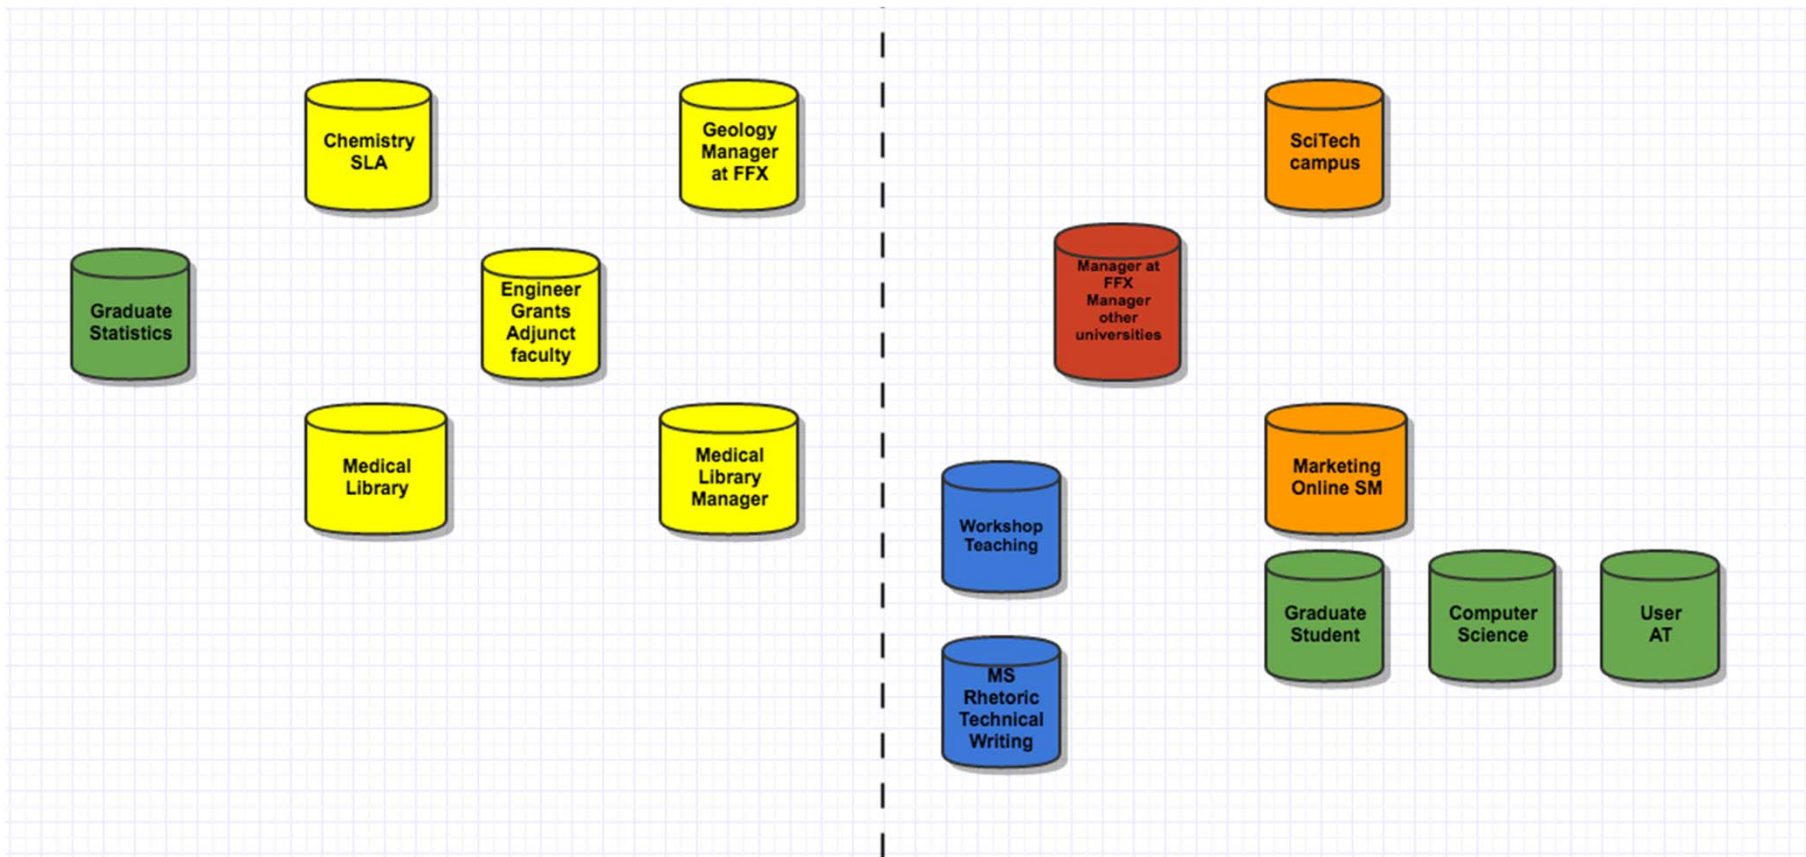 Chemistry
SLA
Geology
Manager
at FFX
SciTech
campus
Graduate
Statistics
Engineer
Grants
Adjunct
faculty
Manager at
FFX
Manager
other
universities
Medical
Library
Medical
Library
Manager
Workshop
Teaching
Marketing
Online SM
Graduate
Student
Computer
Science
User
AT
MS
Rhetoric
Technical
Writing